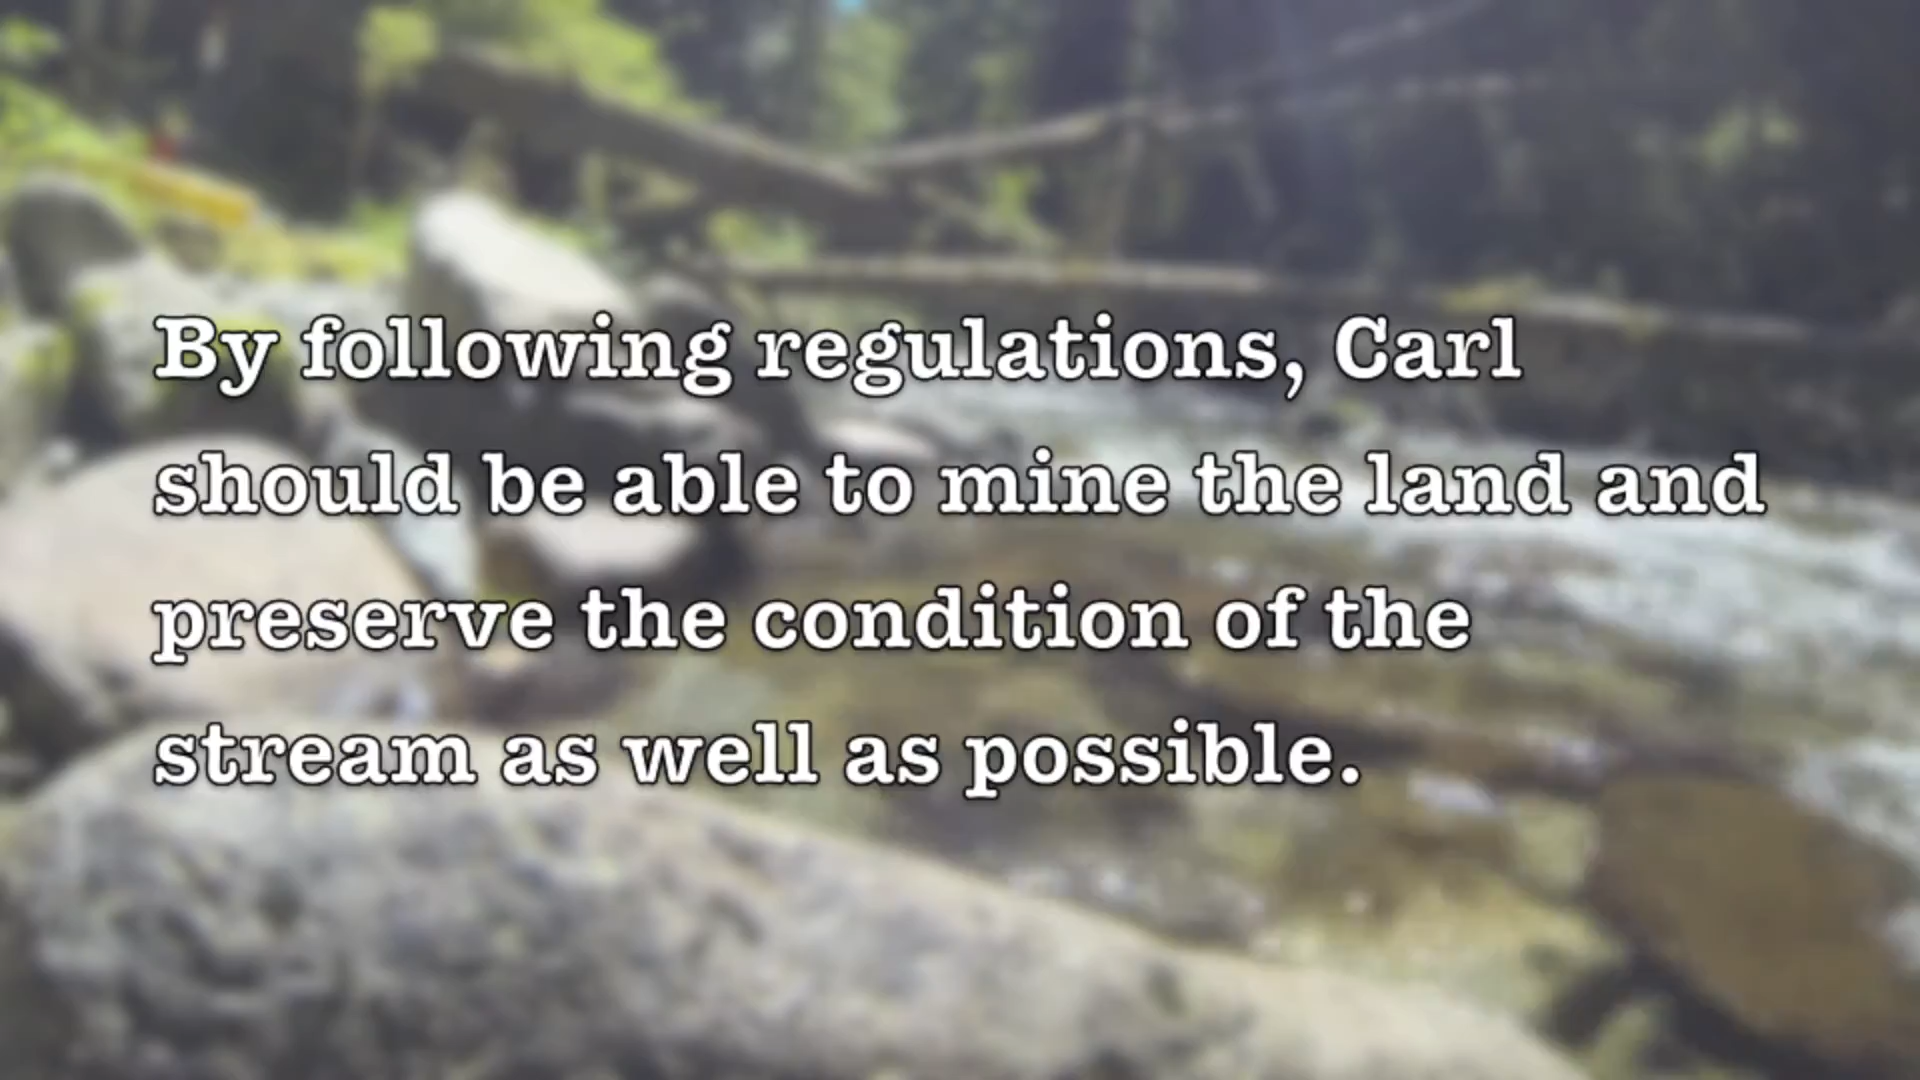 By following regulations, Carl
should be able to mine the land and
preserve the condition of the
stream as well as possible.